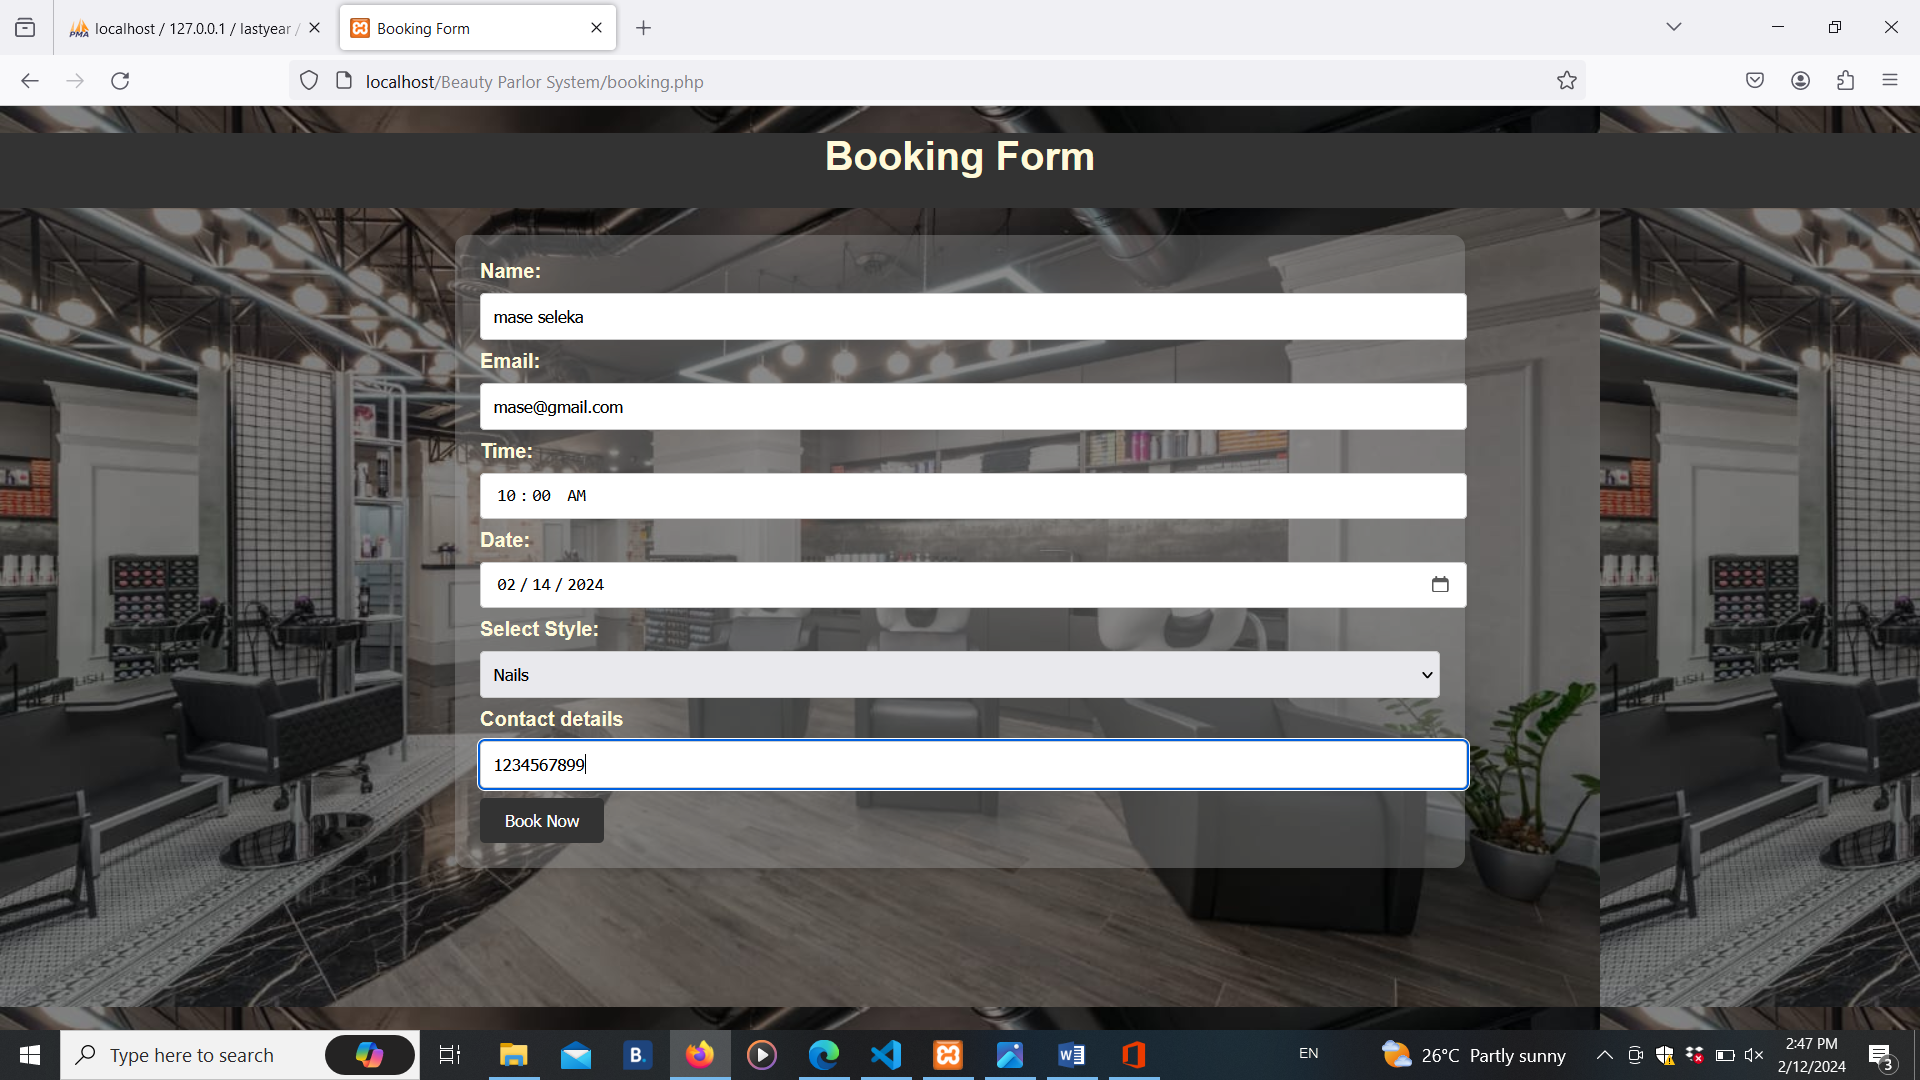 localhost / 127.0.0.1 / lastyear /
Booking Form
localhost/Beauty Parlor System/booking.php
Booking Form
Name:
mase seleka
Email:
mase@gmail.com
Time:
10 : 00 AM
Date:
02 / 14 / 2024
Select Style:
Nails
Contact details
1234567899
Book Now
Type here to search
B.
EN
26°C Partly sunny
2:47 PM
2/12/2024
3